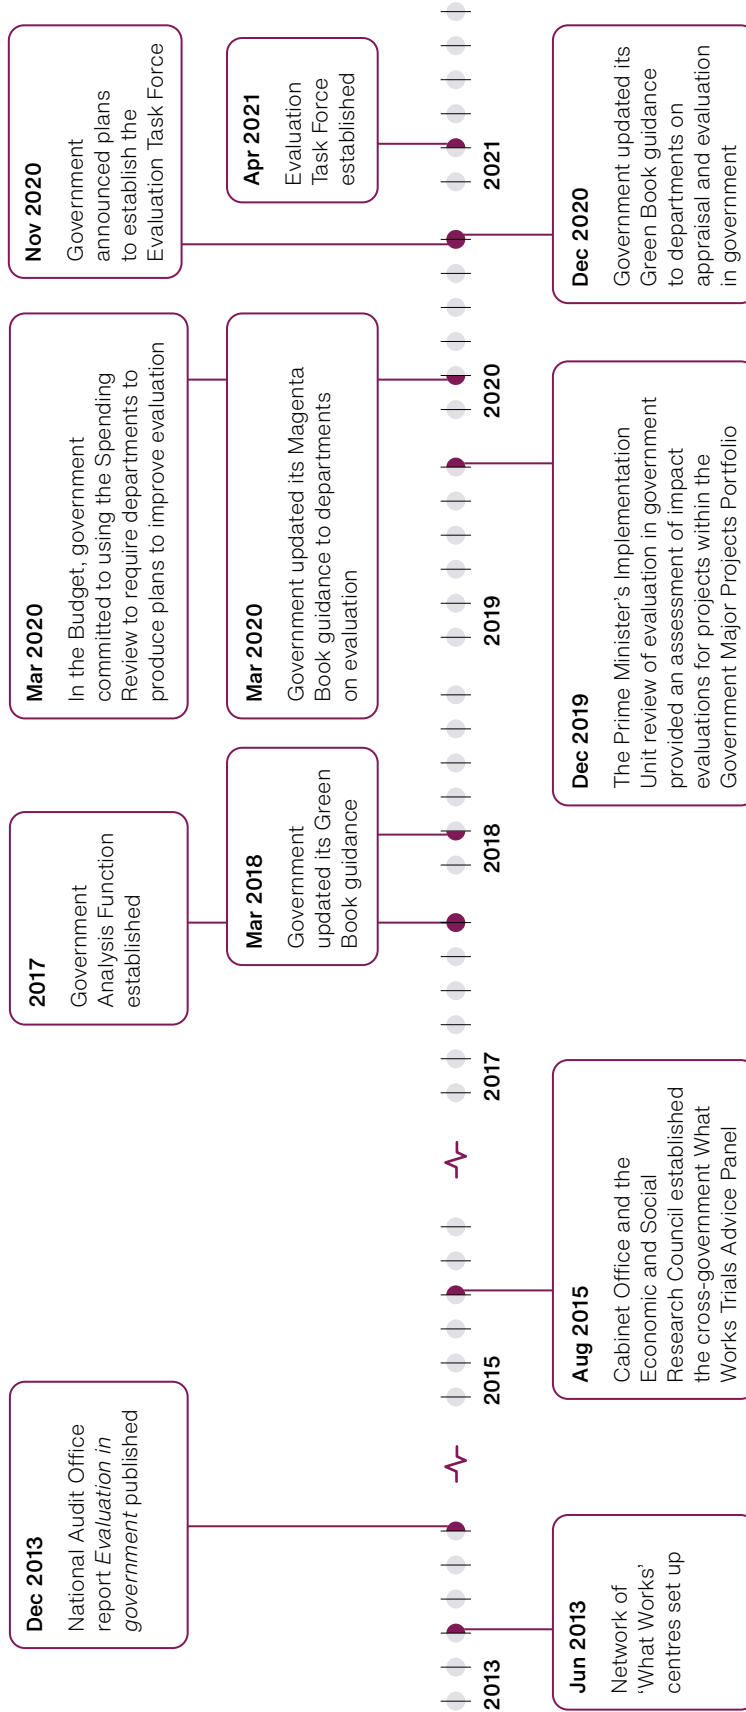 Dec 2013
National Audit Office
report Evaluation in
government published
2017
Government
Analysis Function
established
Mar 2020
In the Budget, government
committed to using the Spending
Review to require departments to
produce plans to improve evaluation
Nov 2020
Government
announced plans
to establish the
Evaluation Task Force
Mar 2018
Government
updated its Green
Book guidance
Mar 2020
Government updated its Magenta
Book guidance to departments
on evaluation
Apr 2021
Evaluation
Task Force
established
2013
2015
2017
2018
2019
2020
2021
Jun 2013
Network of
‘What Works’
centres set up
Aug 2015
Cabinet Office and the
Economic and Social
Research Council established
the cross-government What
Works Trials Advice Panel
Dec 2019
The Prime Minister’s Implementation
Unit review of evaluation in government
provided an assessment of impact
evaluations for projects within the
Government Major Projects Portfolio
Dec 2020
Government updated its
Green Book guidance
to departments on
appraisal and evaluation
in government